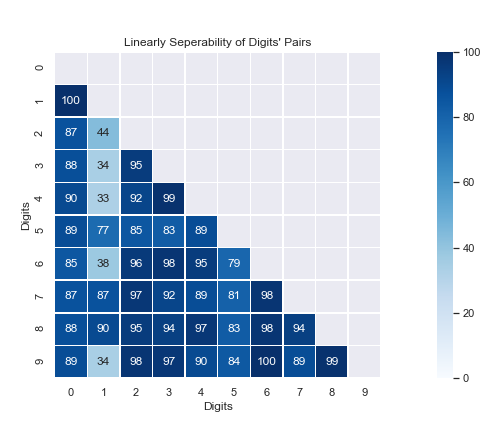 Linearly Seperability of Digits' Pairs
0
1 100
2 87 44
3 88 34 95
4 90 33 92 99
5 89 77 85 83 89
6 85 38 96 98 95 79
7 87 87 97 92 89 81 98
8 88 90 95 94 97 83 98 94
9 89 34 98 97 90 84 100 89 99
0 1 2 3 4 5 6 7 8 9
Digits
Digits
100
80
60
40
20
0